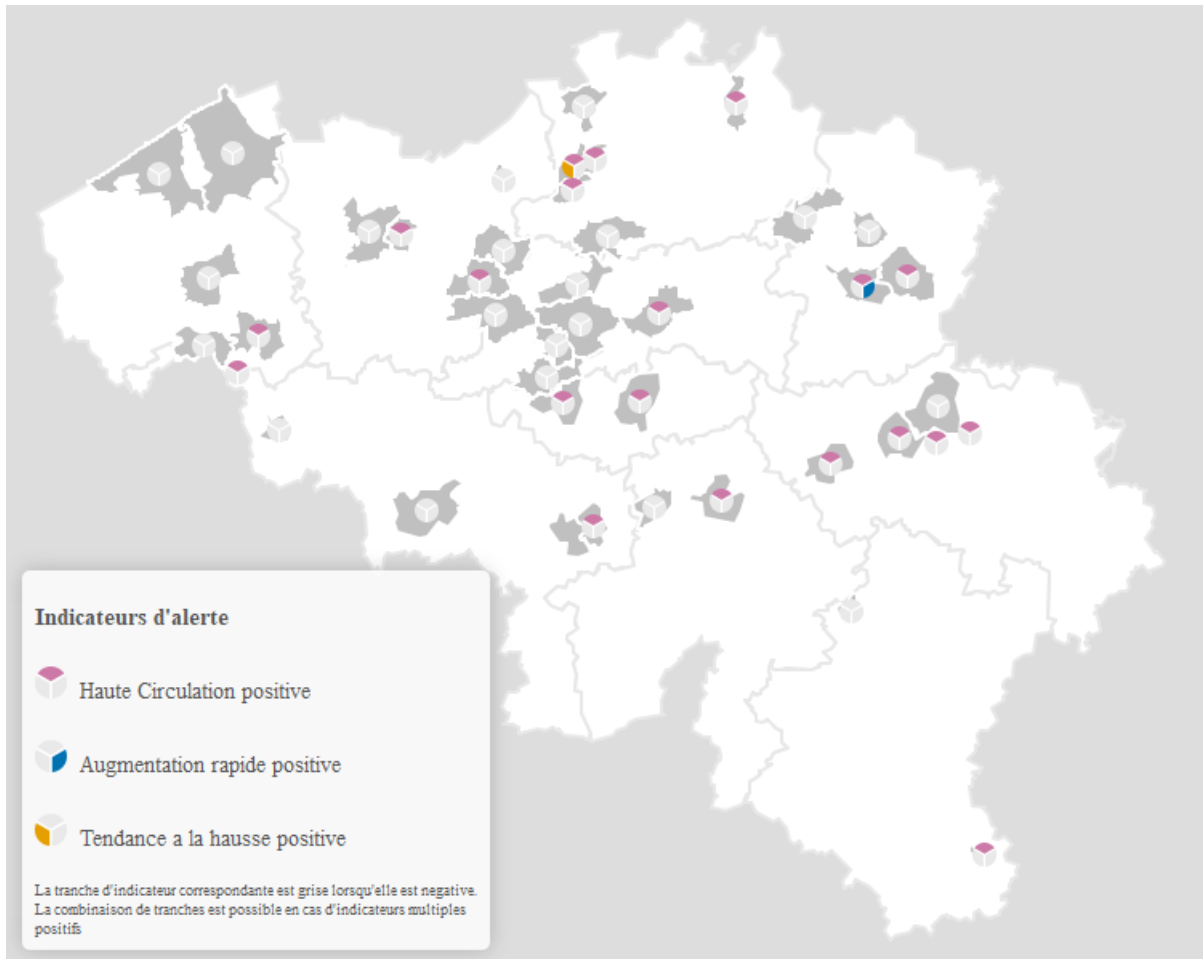 Indicateurs d'alerte
Haute Circulation positive
Augmentation rapide positive
Tendance a la hausse positive
La tranche d'indicateur correspondante est grise lorsqu'elle est negative.
La combinaison de tranches est possible en cas d'indicateurs multiples
positifs